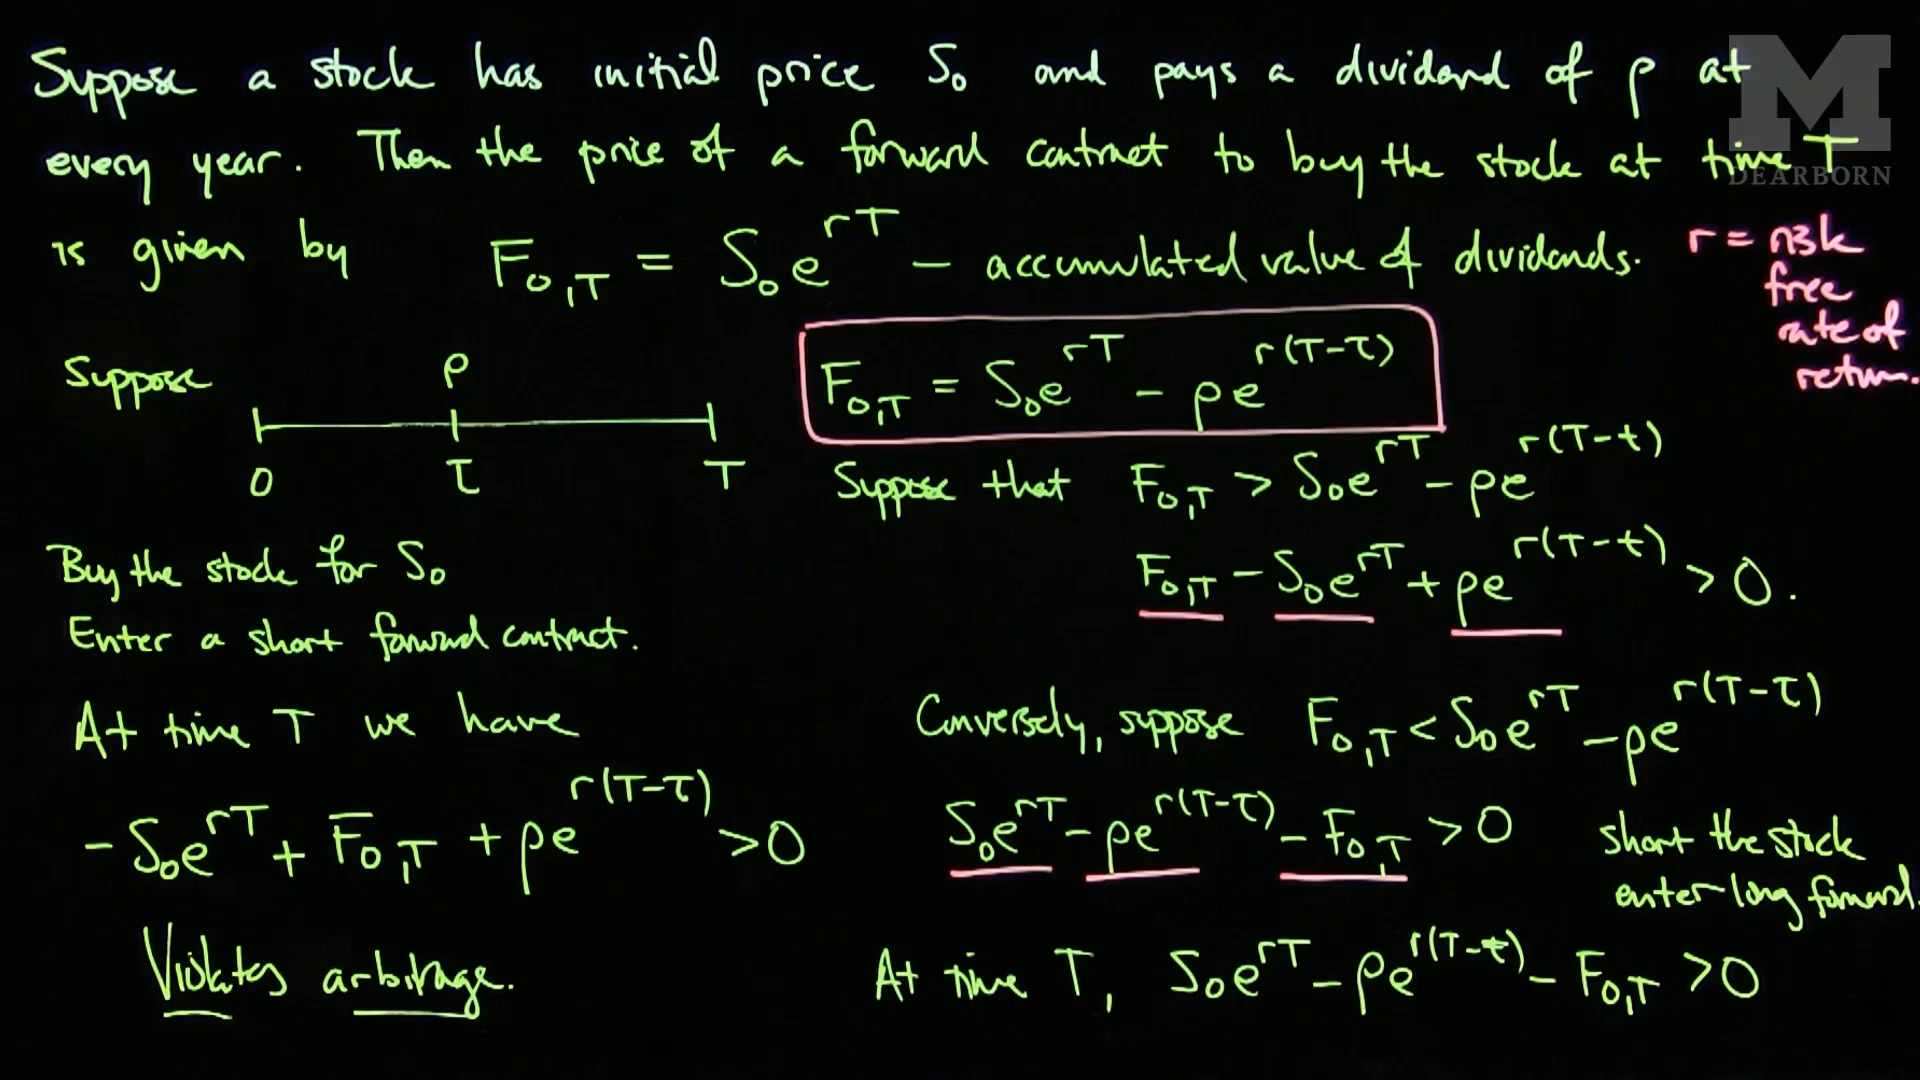 Suppose a stock has initial price S₀ and pays a dividend of ρ at
every year. Then the price of a forward contract to buy the stock at time T
is given by F₀,T = S₀e^(rT) − accumulated value of dividends.
r = risk
free
rate of
return.
Suppose
ρ
0 τ T
F₀,T = S₀e^(rT) − ρe^(r(T−τ))
Suppose that F₀,T > S₀e^(rT) − ρe^(r(T−t))
F₀,T − S₀e^(rT) + ρe^(r(T−t)) > 0.
Buy the stock for S₀
Enter a short forward contract.
At time T we have
−S₀e^(rT) + F₀,T + ρe^(r(T−τ)) > 0
Violates arbitrage.
Conversely, suppose F₀,T < S₀e^(rT) − ρe^(r(T−τ))
S₀e^(rT) − ρe^(r(T−τ)) − F₀,T > 0
short the stock
enter long forward.
At time T, S₀e^(rT) − ρe^(r(T−τ)) − F₀,T > 0
M
DEARBORN